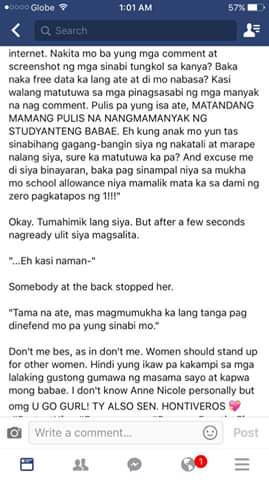 Globe 1:01 AM 57%
internet. Nakita mo ba yung mga comment at
screenshot ng mga sinabi tungkol sa kanya? Baka
naka free data ka lang ate at di mo nabasa? Kasi
walang matutuwa sa mga pinagsasabi ng mga manyak
na nag comment. Pulis pa yung isa ate, MATANDANG
MAMANG PULIS NA NANGMAMANYAK NG
STUDYANTENG BABAE. Eh kung anak mo yun tas
sinabihang gagang-bangin siya ng nakatali at marape
nalang siya, sure ka matutuwa ka pa? And excuse me
di siya binayaran, baka pag sinampal niya sa mukha
mo school allowance niya mamalik mata ka sa dami ng
zero pagkatapos ng 1!!!"
Okay. Tumahimik lang siya. But after a few seconds
nagready ulit siya magsalita.
"...Eh kasi naman-"
Somebody at the back stopped her.
"Tama na ate, mas magmumukha ka lang tanga pag
dinefend mo pa yung sinabi mo."
Don't me bes, as in don't me. Women should stand up
for other women. Hindi yung ikaw pa kakampi sa mga
lalaking gustong gumawa ng masama sayo at kapwa
mong babae. I don't know Anne Nicole personally but
omg U GO GURL! TY ALSO SEN. HONTIVEROS 💖
Write a comment... Post
1